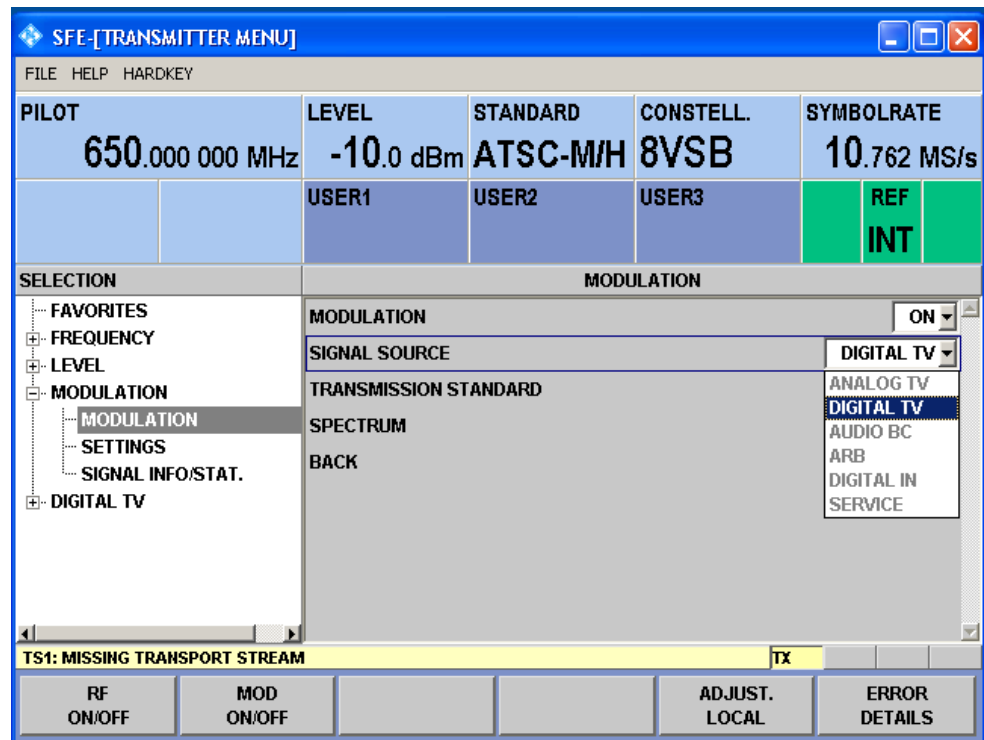 SFE-[TRANSMITTER MENU]
FILE HELP HARDKEY
PILOT
650.000 000 MHz
LEVEL
-10.0 dBm
STANDARD
ATSC-M/H
CONSTELL.
8VSB
SYMBOLRATE
10.762 MS/s
USER1
USER2
USER3
REF
INT
SELECTION
FAVORITES
FREQUENCY
LEVEL
MODULATION
MODULATION
SETTINGS
SIGNAL INFO/STAT.
DIGITAL TV
MODULATION
MODULATION ON
SIGNAL SOURCE DIGITAL TV
TRANSMISSION STANDARD
SPECTRUM
BACK
ANALOG TV
DIGITAL TV
AUDIO BC
ARB
DIGITAL IN
SERVICE
TS1: MISSING TRANSPORT STREAM TX
RF
ON/OFF
MOD
ON/OFF
ADJUST.
LOCAL
ERROR
DETAILS